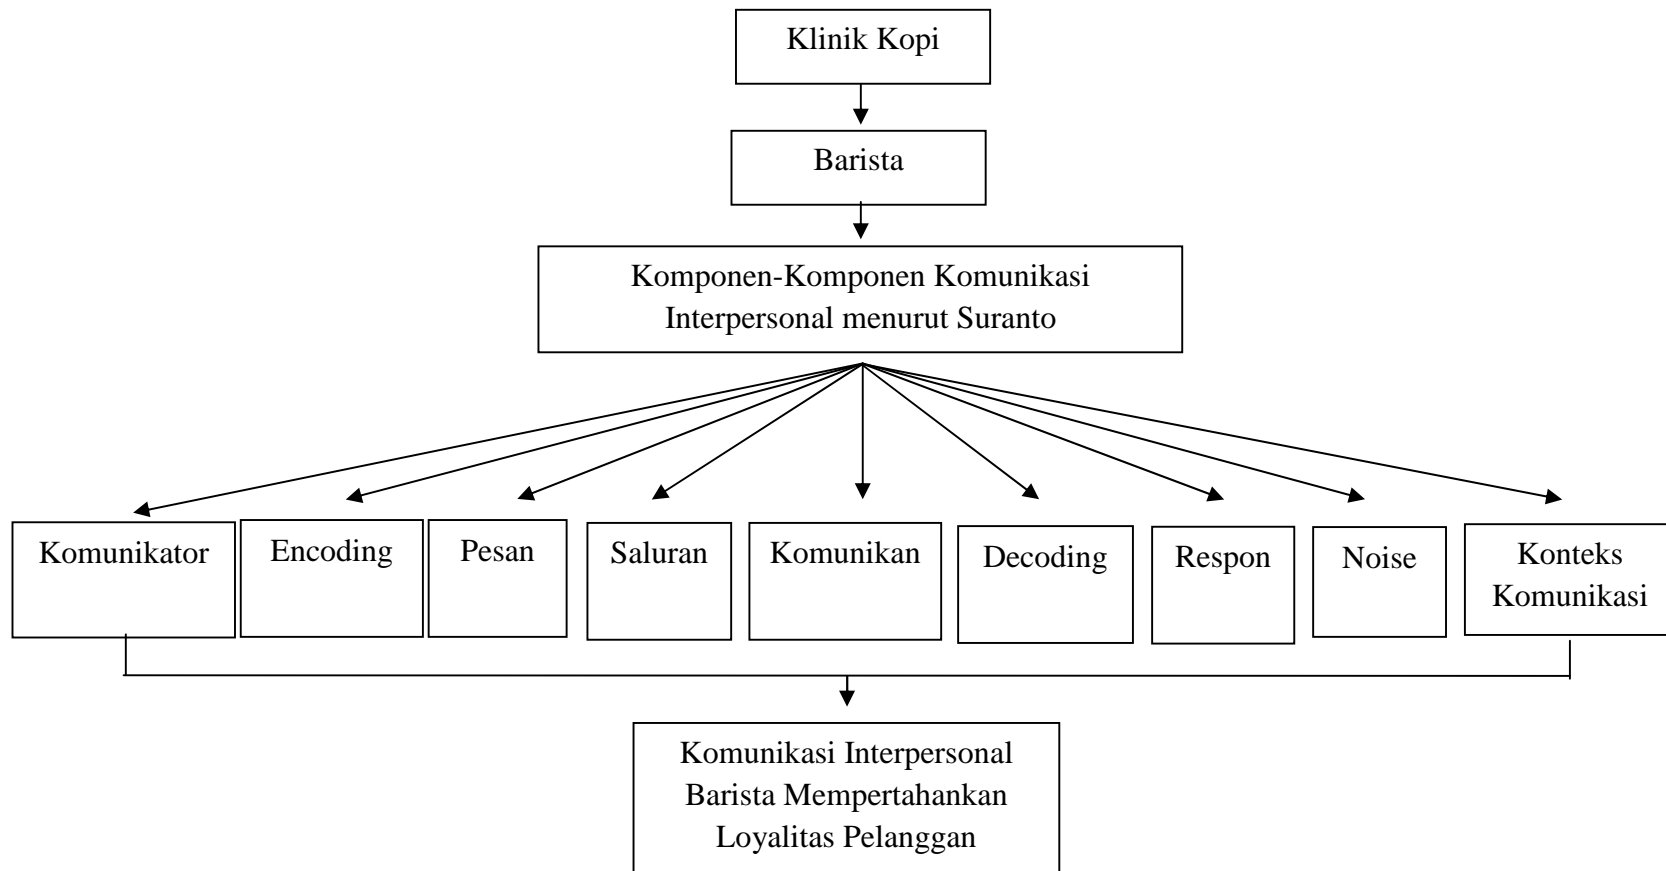 Klinik Kopi
Barista
Komponen-Komponen Komunikasi
Interpersonal menurut Suranto
Komunikator
Encoding
Pesan
Saluran
Komunikan
Decoding
Respon
Noise
Konteks
Komunikasi
Komunikasi Interpersonal
Barista Mempertahankan
Loyalitas Pelanggan